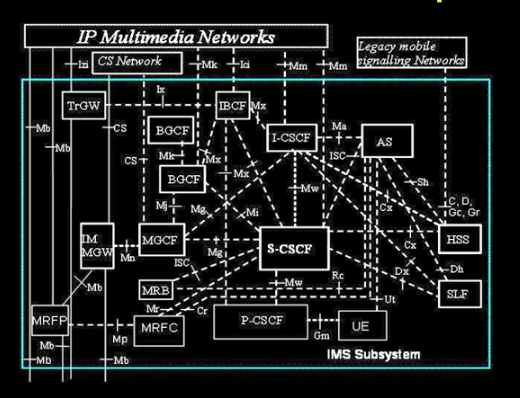 IP Multimedia Networks
Legacy mobile
signalling Networks
CS Network
Izi
Mk
Ici
Mm
Mm
Ix
TrGW
IBCF
Mx
Mb
CS
BGCF
I-CSCF
Ma
AS
Mb
Mk
Mx
ISC
CS
BGCF
Mx
Mw
Sh
Cx
C, D,
Gc, Gr
Mj
Mg
Mi
IM
MGW
Mn
MGCF
Mg
S-CSCF
Cx
HSS
ISC
Dx
Dh
Mb
MRB
Mw
Rc
SLF
Mr
Cr
Ut
MRFP
Mp
MRFC
P-CSCF
Gm
UE
Mb
Mb
Mb
IMS Subsystem